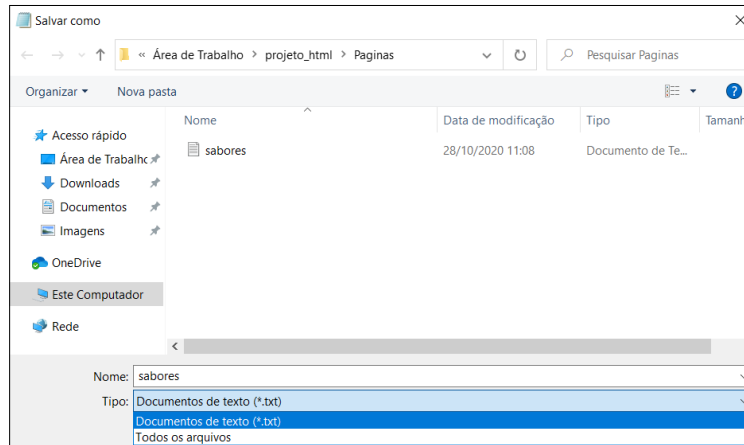 Salvar como
« Área de Trabalho > projeto_html > Paginas
Pesquisar Paginas
Organizar
Nova pasta
Nome
Data de modificação
Tipo
Tamanh
Acesso rápido
Área de Trabalhc
sabores
28/10/2020 11:08
Documento de Te...
Downloads
Documentos
Imagens
OneDrive
Este Computador
Rede
Nome: sabores
Tipo: Documentos de texto (*.txt)
Documentos de texto (*.txt)
Todos os arquivos